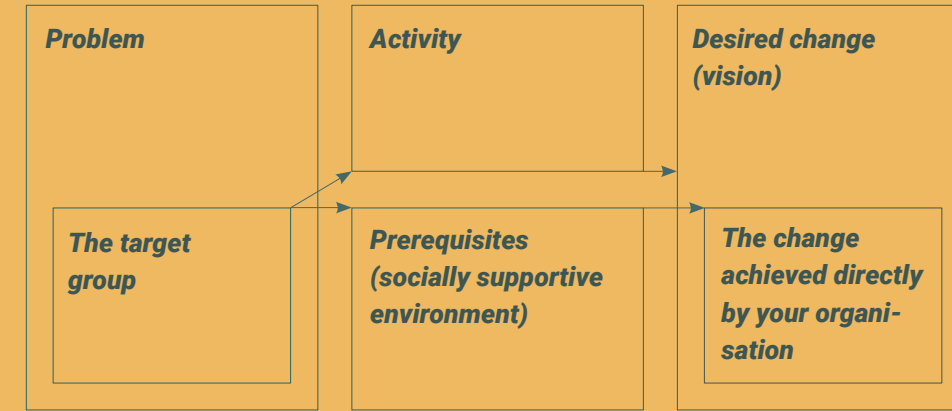 Problem
The target
group
Activity
Prerequisites
(socially supportive
environment)
Desired change
(vision)
The change
achieved directly
by your organi-
sation